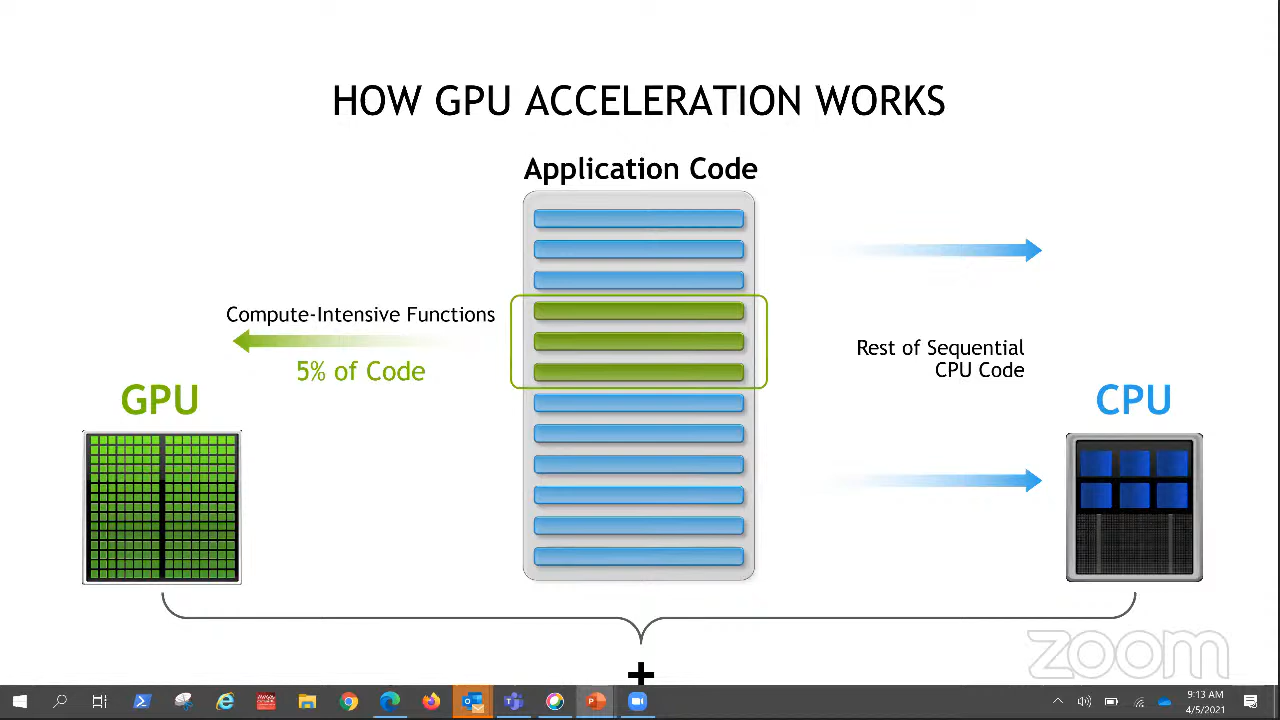 HOW GPU ACCELERATION WORKS
Application Code
Compute-Intensive Functions
5% of Code
Rest of Sequential
CPU Code
GPU
CPU
+
zoom
9:13 AM
4/5/2021